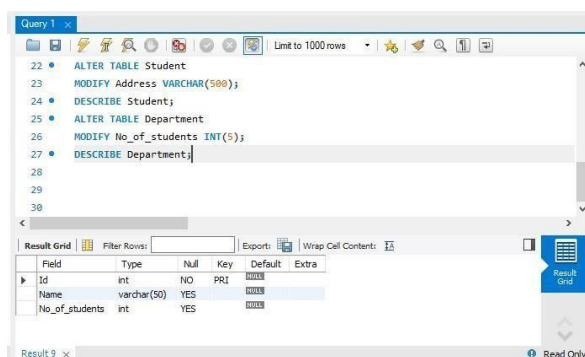 Query 1
Limit to 1000 rows
22 ALTER TABLE Student
23 MODIFY Address VARCHAR(500);
24 DESCRIBE Student;
25 ALTER TABLE Department
26 MODIFY No_of_students INT(5);
27 DESCRIBE Department;
28
29
30
Result Grid Filter Rows: Export: Wrap Cell Content:
Field Type Null Key Default Extra
Id int NO PRI NULL
Name varchar(50) YES NULL
No_of_students int YES NULL
Result Grid
Result 9 Read Only